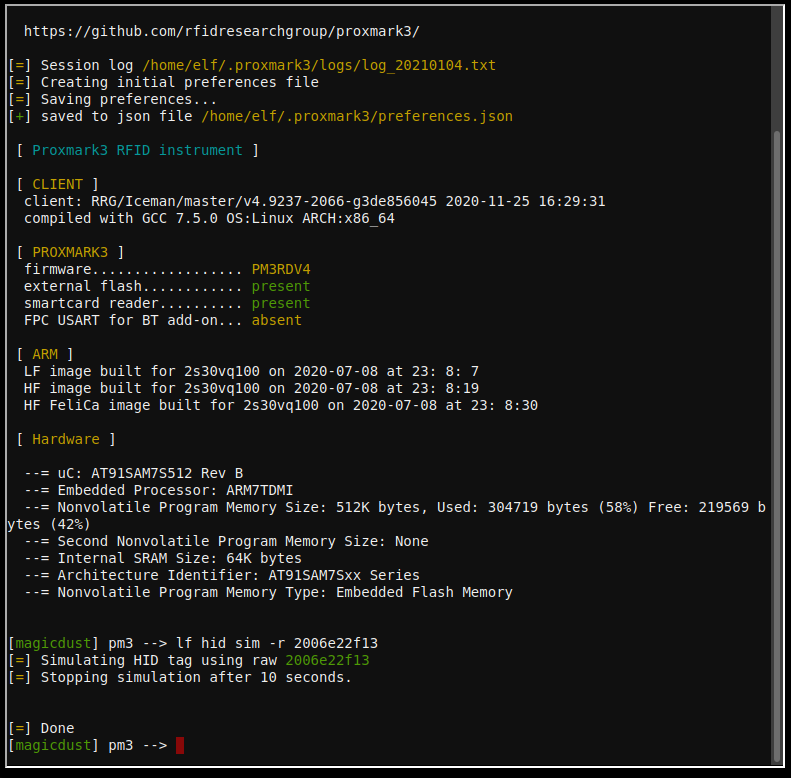 https://github.com/rfidresearchgroup/proxmark3/
[=] Session log /home/elf/.proxmark3/logs/log_20210104.txt
[=] Creating initial preferences file
[=] Saving preferences...
[+] saved to json file /home/elf/.proxmark3/preferences.json
[ Proxmark3 RFID instrument ]
[ CLIENT ]
client: RRG/Iceman/master/v4.9237-2066-g3de856045 2020-11-25 16:29:31
compiled with GCC 7.5.0 OS:Linux ARCH:x86_64
[ PROXMARK3 ]
firmware.................. PM3RDV4
external flash............ present
smartcard reader.......... present
FPC USART for BT add-on... absent
[ ARM ]
LF image built for 2s30vq100 on 2020-07-08 at 23: 8: 7
HF image built for 2s30vq100 on 2020-07-08 at 23: 8:19
HF FeliCa image built for 2s30vq100 on 2020-07-08 at 23: 8:30
[ Hardware ]
--= uC: AT91SAM7S512 Rev B
--= Embedded Processor: ARM7TDMI
--= Nonvolatile Program Memory Size: 512K bytes, Used: 304719 bytes (58%) Free: 219569 b
ytes (42%)
--= Second Nonvolatile Program Memory Size: None
--= Internal SRAM Size: 64K bytes
--= Architecture Identifier: AT91SAM7Sxx Series
--= Nonvolatile Program Memory Type: Embedded Flash Memory
[magicdust] pm3 --> lf hid sim -r 2006e22f13
[=] Simulating HID tag using raw 2006e22f13
[=] Stopping simulation after 10 seconds.
[=] Done
[magicdust] pm3 -->